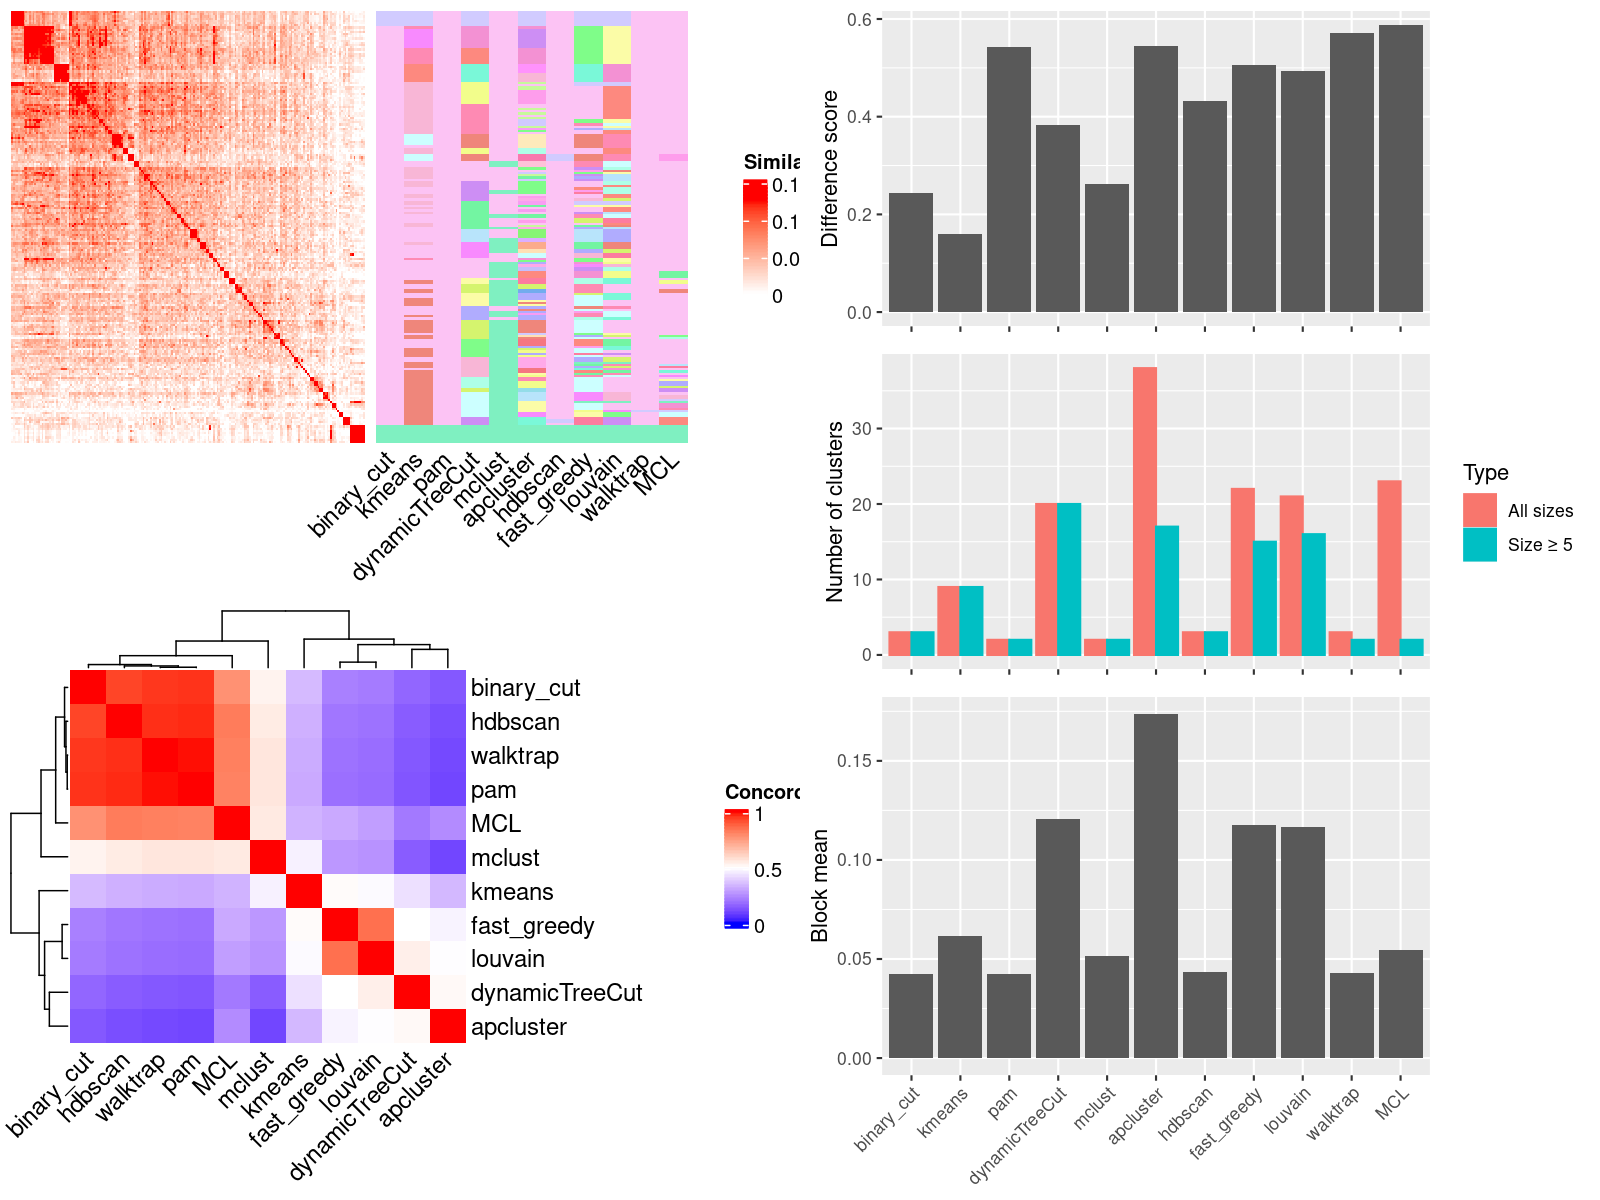 Simila
0.1
0.1
0.0
0
binary_cut
kmeans
pam
dynamicTreeCut
mclust
apcluster
hdbscan
fast_greedy
louvain
walktrap
MCL
binary_cut
hdbscan
walktrap
pam
MCL
mclust
kmeans
fast_greedy
louvain
dynamicTreeCut
apcluster
binary_cut
hdbscan
walktrap
pam
MCL
mclust
kmeans
fast_greedy
louvain
dynamicTreeCut
apcluster
Concord
1
0.5
0
Difference score
0.6
0.4
0.2
0.0
Number of clusters
30
20
10
0
Type
All sizes
Size ≥ 5
Block mean
0.15
0.10
0.05
0.00
binary_cut
kmeans
pam
dynamicTreeCut
mclust
apcluster
hdbscan
fast_greedy
louvain
walktrap
MCL